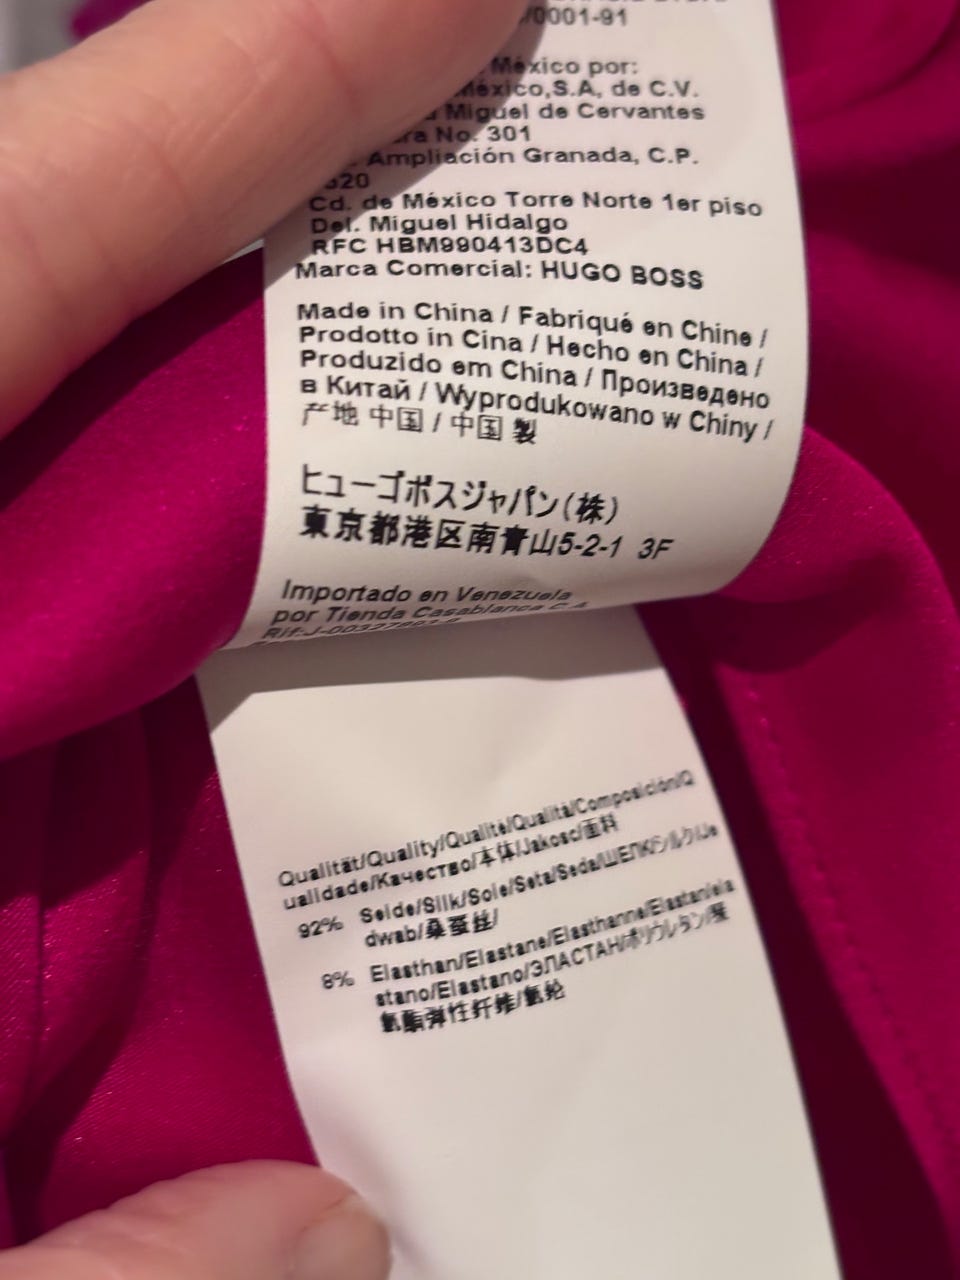 /0001-91
México por:
México,S.A, de C.V.
Miguel de Cervantes
No. 301
Ampliación Granada, C.P.
Cd. de México Torre Norte 1er piso
Del. Miguel Hidalgo
RFC HBM990413DC4
Marca Comercial: HUGO BOSS
Made in China / Fabriqué en Chine /
Prodotto in Cina / Hecho en China /
Produzido em China / Произведено
в Китай / Wyprodukowano w Chiny /
产地 中国 / 中国 製
ヒューゴボスジャパン(株)
東京都港区南青山5-2-1 3F
Importado en Venezuela
por Tienda Casablanca C.A.
Qualität/Quality/Qualité/Qualità/Composición/Q
ualidade/Качество/本体/Jakosc/面料
92% Seide/Silk/Soie/Seta/Seda/ШЕЛК/シルク/Je
dwab/桑蚕丝/
8% Elasthan/Elastane/Elasthanne/Elastan/ela
stano/Elastano/ЭЛАСТАН/ポリウレタン/
氨酯弹性纤维/氨纶